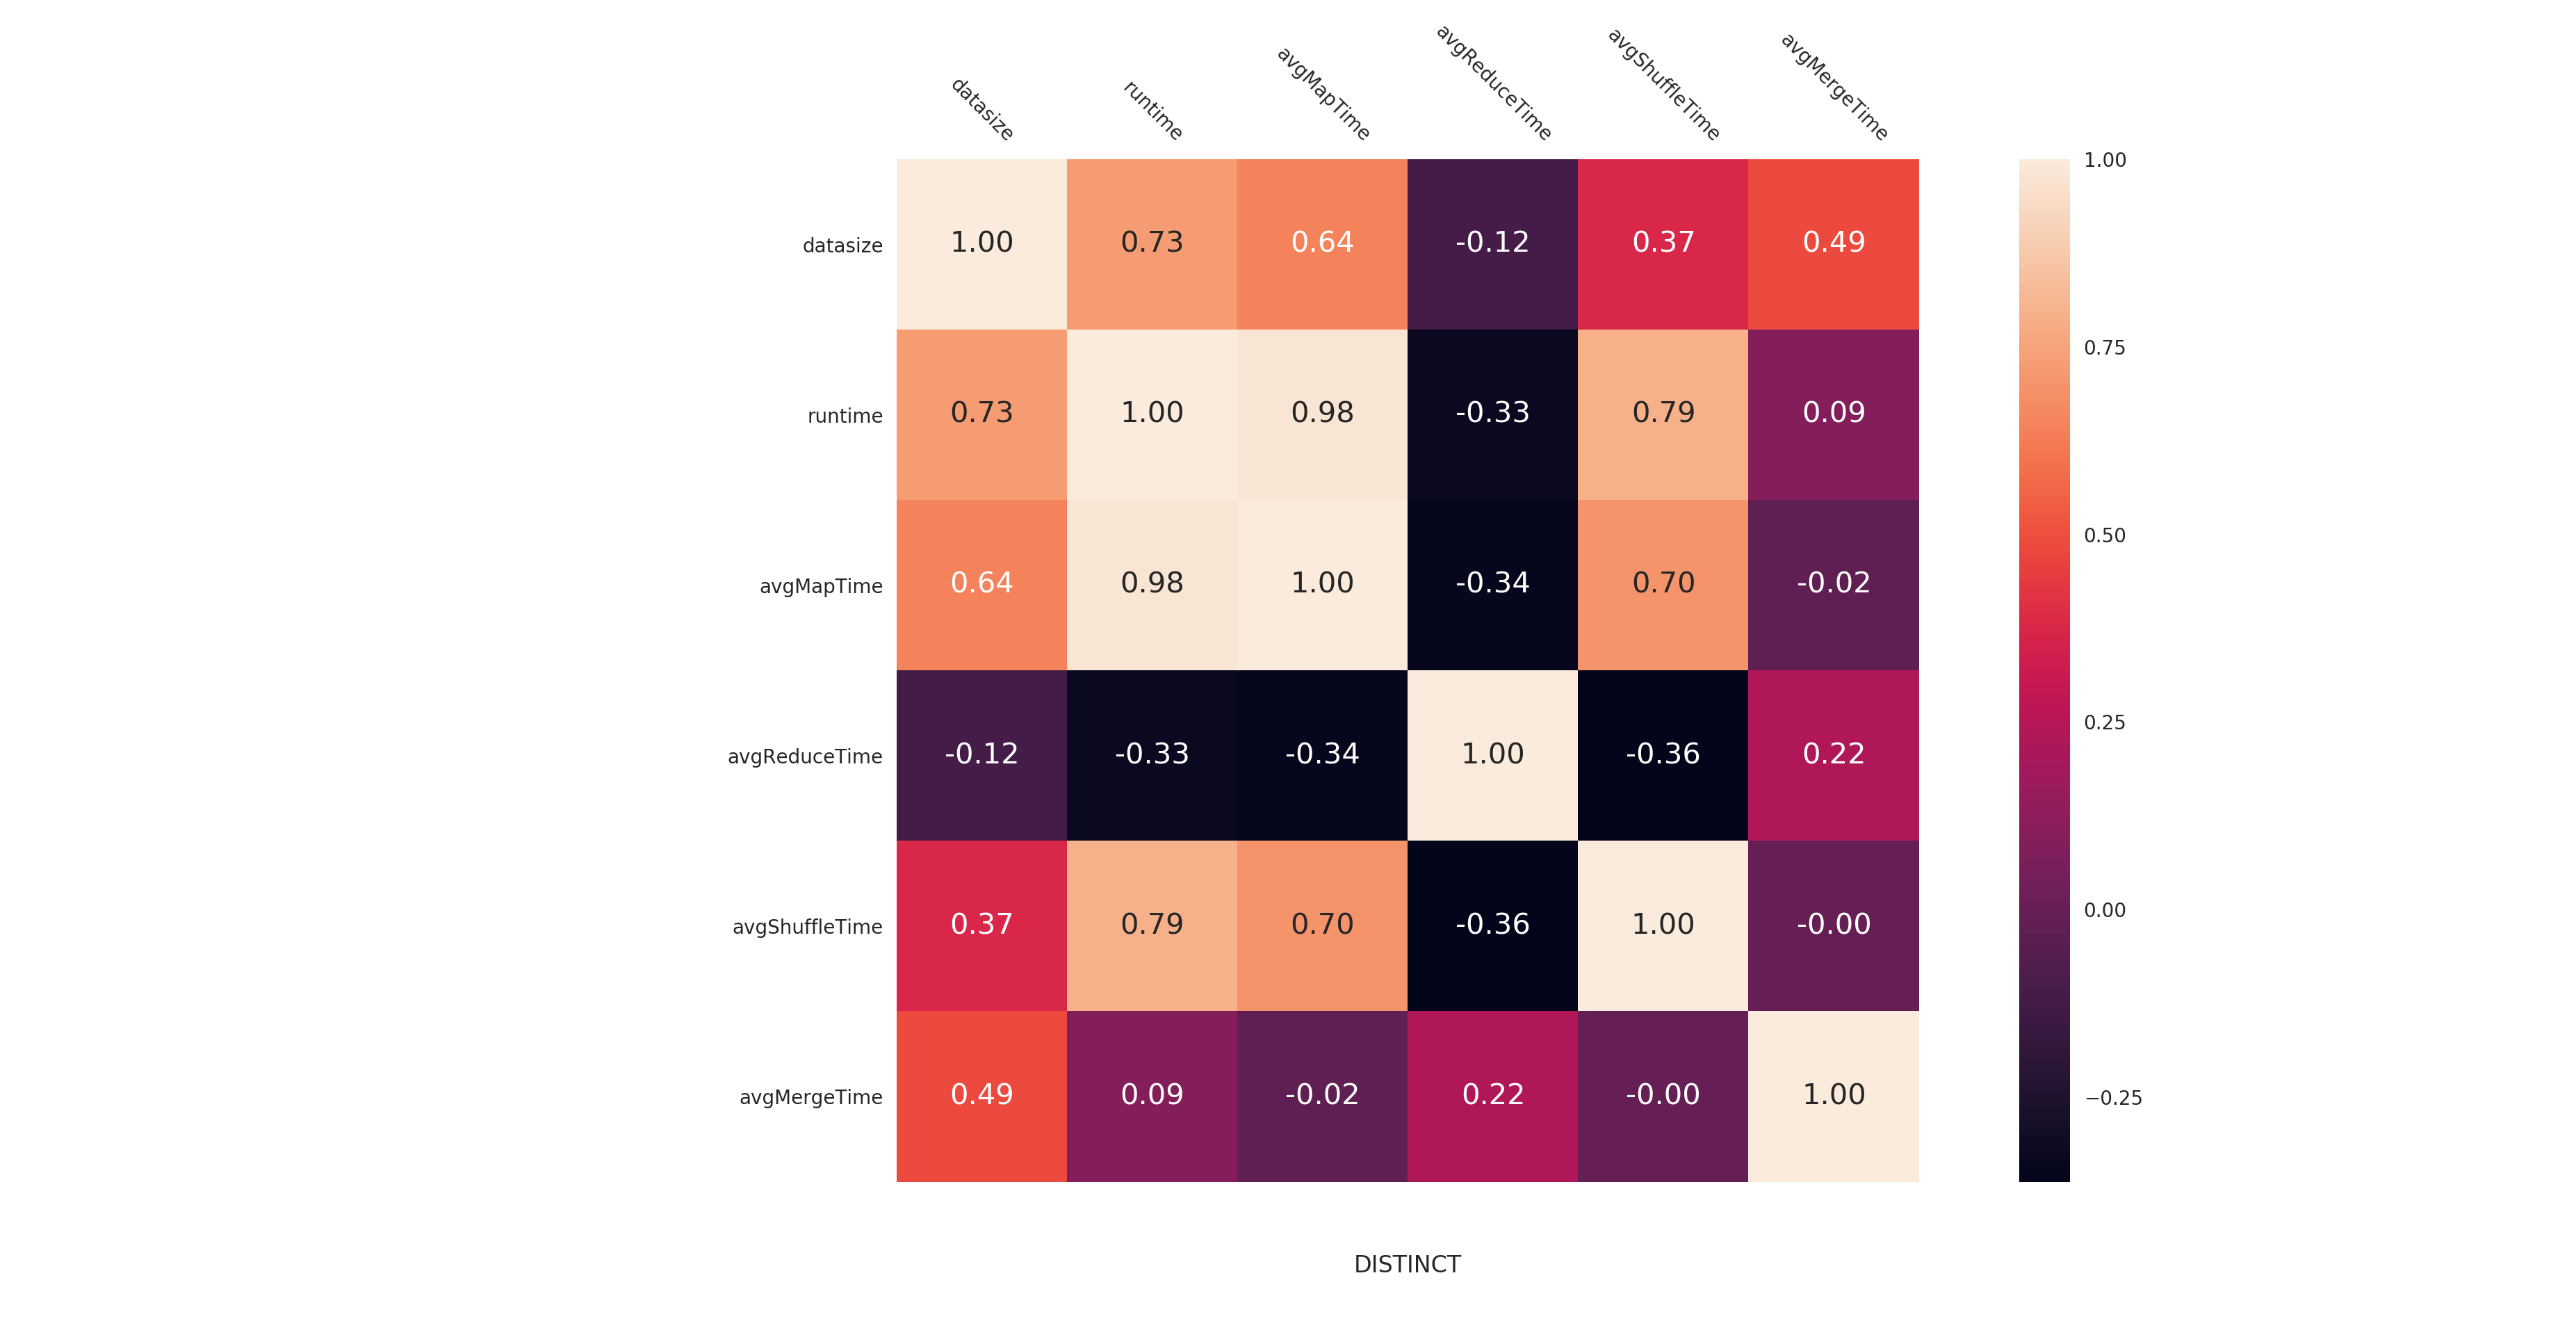 datasize runtime avgMapTime avgReduceTime avgShuffleTime avgMergeTime
datasize 1.00 0.73 0.64 -0.12 0.37 0.49
runtime 0.73 1.00 0.98 -0.33 0.79 0.09
avgMapTime 0.64 0.98 1.00 -0.34 0.70 -0.02
avgReduceTime -0.12 -0.33 -0.34 1.00 -0.36 0.22
avgShuffleTime 0.37 0.79 0.70 -0.36 1.00 -0.00
avgMergeTime 0.49 0.09 -0.02 0.22 -0.00 1.00
1.00
0.75
0.50
0.25
0.00
−0.25
DISTINCT